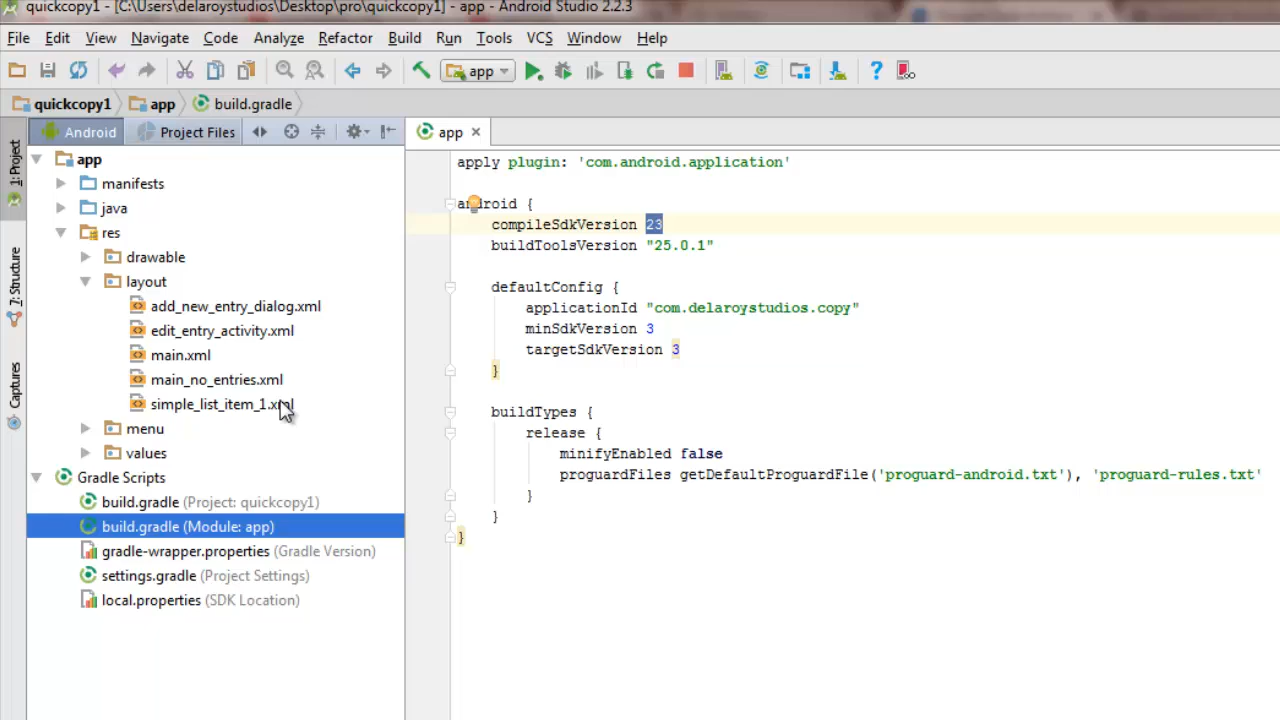 quickcopy1 - [C:\Users\delaroystudios\Desktop\pro\quickcopy1] - app - Android Studio 2.2.3
File Edit View Navigate Code Analyze Refactor Build Run Tools VCS Window Help
app
quickcopy1 app build.gradle
Android Project Files
app
1: Project
7: Structure
Captures
app
manifests
java
res
drawable
layout
add_new_entry_dialog.xml
edit_entry_activity.xml
main.xml
main_no_entries.xml
simple_list_item_1.xml
menu
values
Gradle Scripts
build.gradle (Project: quickcopy1)
build.gradle (Module: app)
gradle-wrapper.properties (Gradle Version)
settings.gradle (Project Settings)
local.properties (SDK Location)
apply plugin: 'com.android.application'
android {
compileSdkVersion 23
buildToolsVersion "25.0.1"
defaultConfig {
applicationId "com.delaroystudios.copy"
minSdkVersion 3
targetSdkVersion 3
}
buildTypes {
release {
minifyEnabled false
proguardFiles getDefaultProguardFile('proguard-android.txt'), 'proguard-rules.txt'
}
}
}